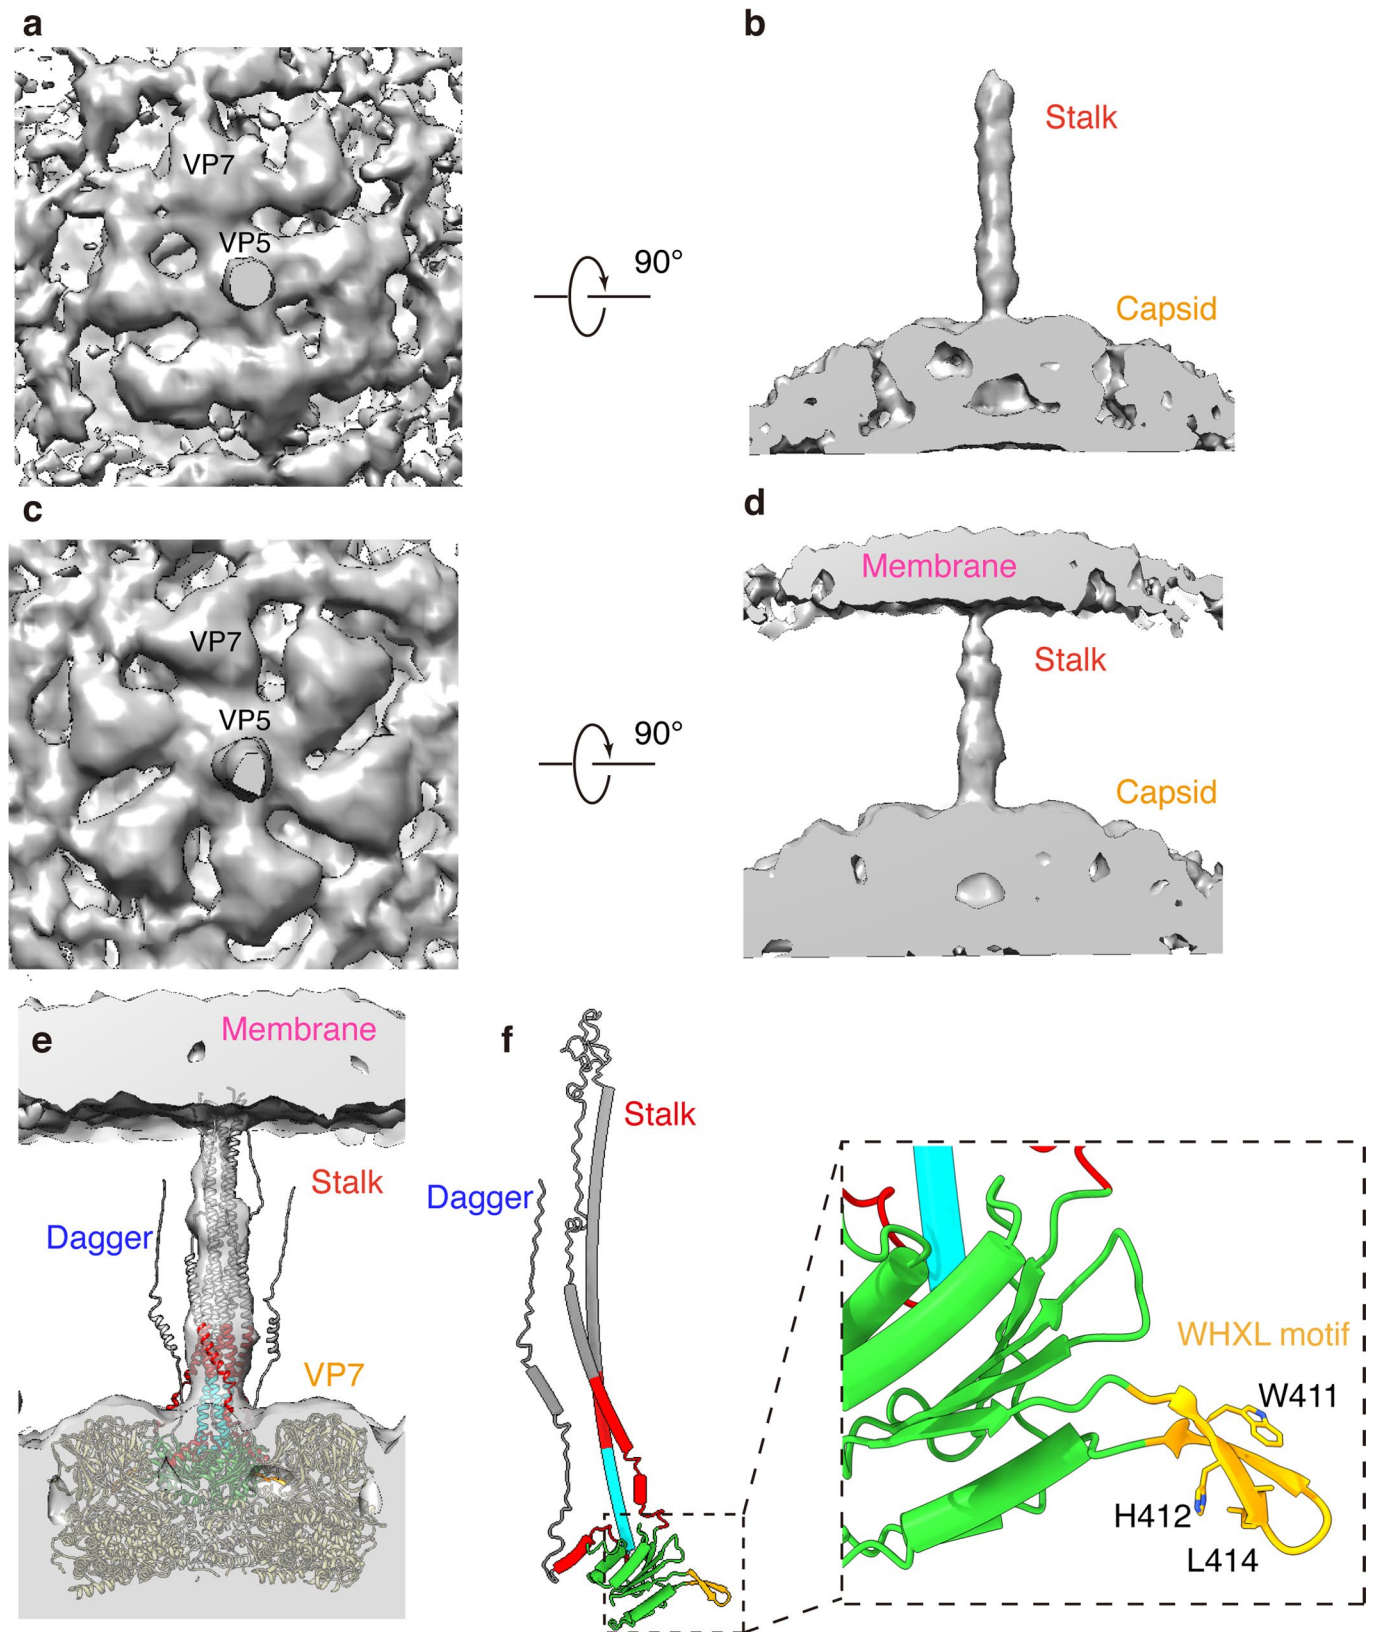 a
VP7
VP5
90°
b
Stalk
Capsid
c
VP7
VP5
90°
d
Membrane
Stalk
Capsid
e
Membrane
Stalk
Dagger
VP7
f
Stalk
Dagger
WHXL motif
W411
H412
L414